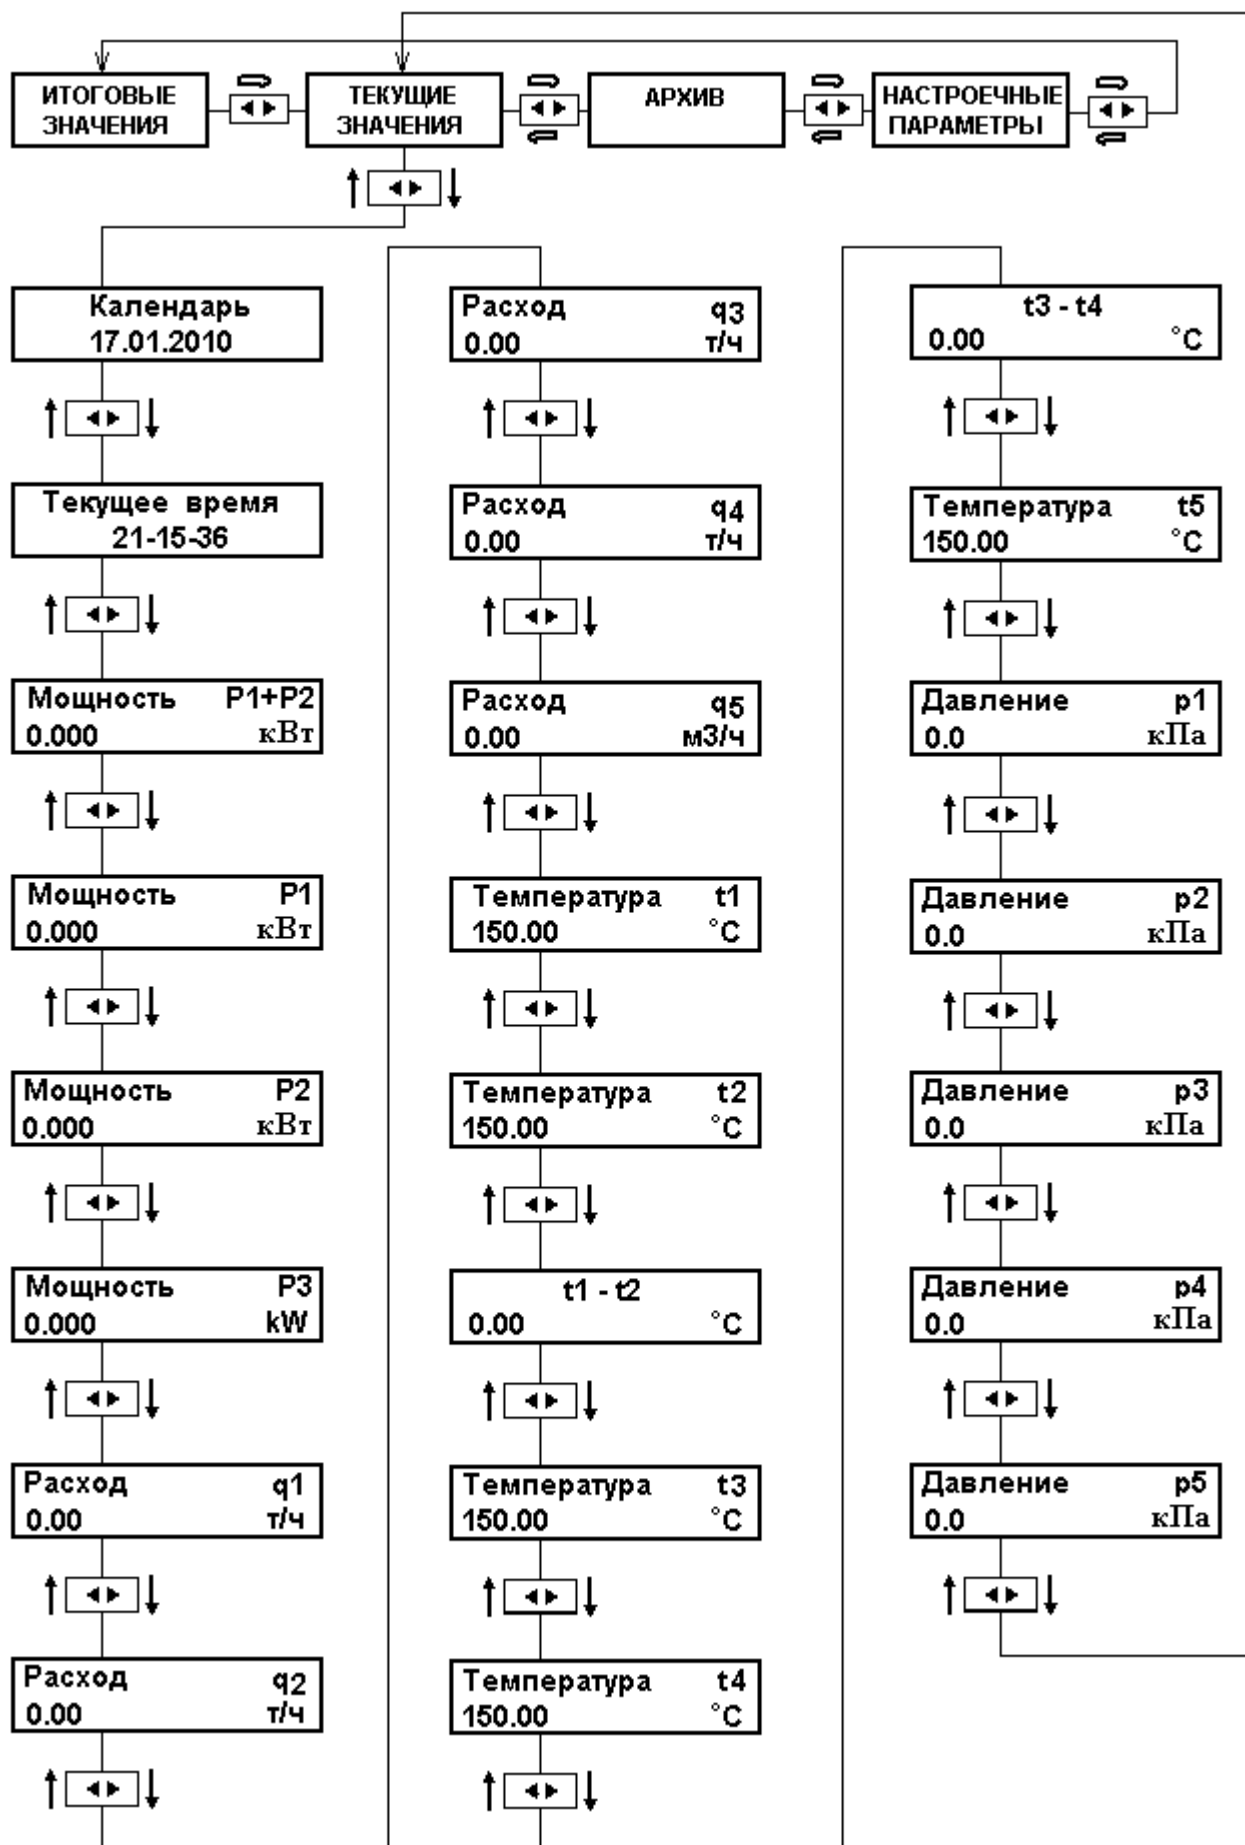 ИТОГОВЫЕ
ЗНАЧЕНИЯ
ТЕКУЩИЕ
ЗНАЧЕНИЯ
АРХИВ
НАСТРОЕЧНЫЕ
ПАРАМЕТРЫ
Календарь
17.01.2010
Текущее время
21-15-36
Мощность P1+P2
0.000 кВт
Мощность P1
0.000 кВт
Мощность P2
0.000 кВт
Мощность P3
0.000 kW
Расход q1
0.00 т/ч
Расход q2
0.00 т/ч
Расход q3
0.00 т/ч
Расход q4
0.00 т/ч
Расход q5
0.00 м3/ч
Температура t1
150.00 °C
Температура t2
150.00 °C
t1 - t2
0.00 °C
Температура t3
150.00 °C
Температура t4
150.00 °C
t3 - t4
0.00 °C
Температура t5
150.00 °C
Давление p1
0.0 кПа
Давление p2
0.0 кПа
Давление p3
0.0 кПа
Давление p4
0.0 кПа
Давление p5
0.0 кПа